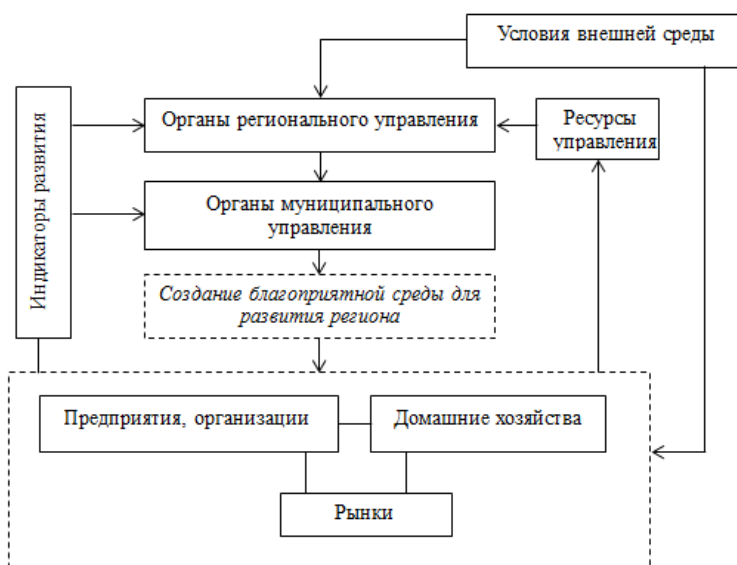 Условия внешней среды
Органы регионального управления
Ресурсы
управления
Индикаторы развития
Органы муниципального
управления
Создание благоприятной среды для
развития региона
Предприятия, организации
Домашние хозяйства
Рынки